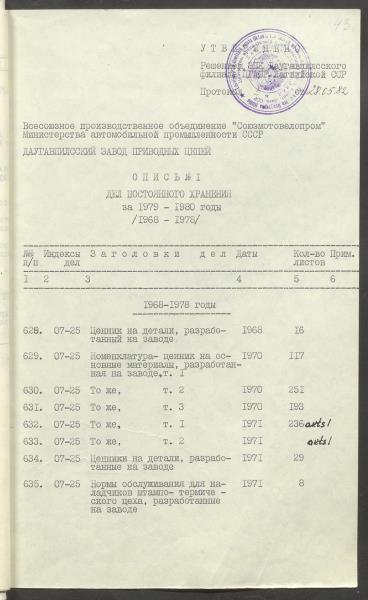 43.
УТВЕРЖДЕНО
Решением ЭПК Даугавпилсского
филиала ЦГАОР Латвийской ССР
Протокол от 28.05.82
Всесоюзное производственное объединение "Союзмотовелопром"
Министерства автомобильной промышленности СССР
ДАУГАВПИЛССКИЙ ЗАВОД ПРИВОДНЫХ ЦЕПЕЙ
О П И С Ь № I
ДЕЛ ПОСТОЯННОГО ХРАНЕНИЯ
за 1979 - 1980 годы
/1968 - 1978/
№№ п/п Индексы дел З а г о л о в к и д е л Даты Кол-во листов Прим.
1 2 3 4 5 6
1968-1978 годы
628. 07-25 Ценник на детали, разрабо- 1968 16
танный на заводе
629. 07-25 Номенклатура- ценник на ос- 1970 117
новные материалы, разработан-
ная на заводе, т. I
630. 07-25 То же, т. 2 1970 251
631. 07-25 То же, т. 3 1970 193
632. 07-25 То же, т. I 1971 236 akts1
633. 07-25 То же, т. 2 1971 akts1
634. 07-25 Ценники на детали, разрабо- 1971 29
танные на заводе
635. 07-25 Нормы обслуживания для на- 1971 8
ладчиков штампо- термиче -
ского цеха, разработанные
на заводе